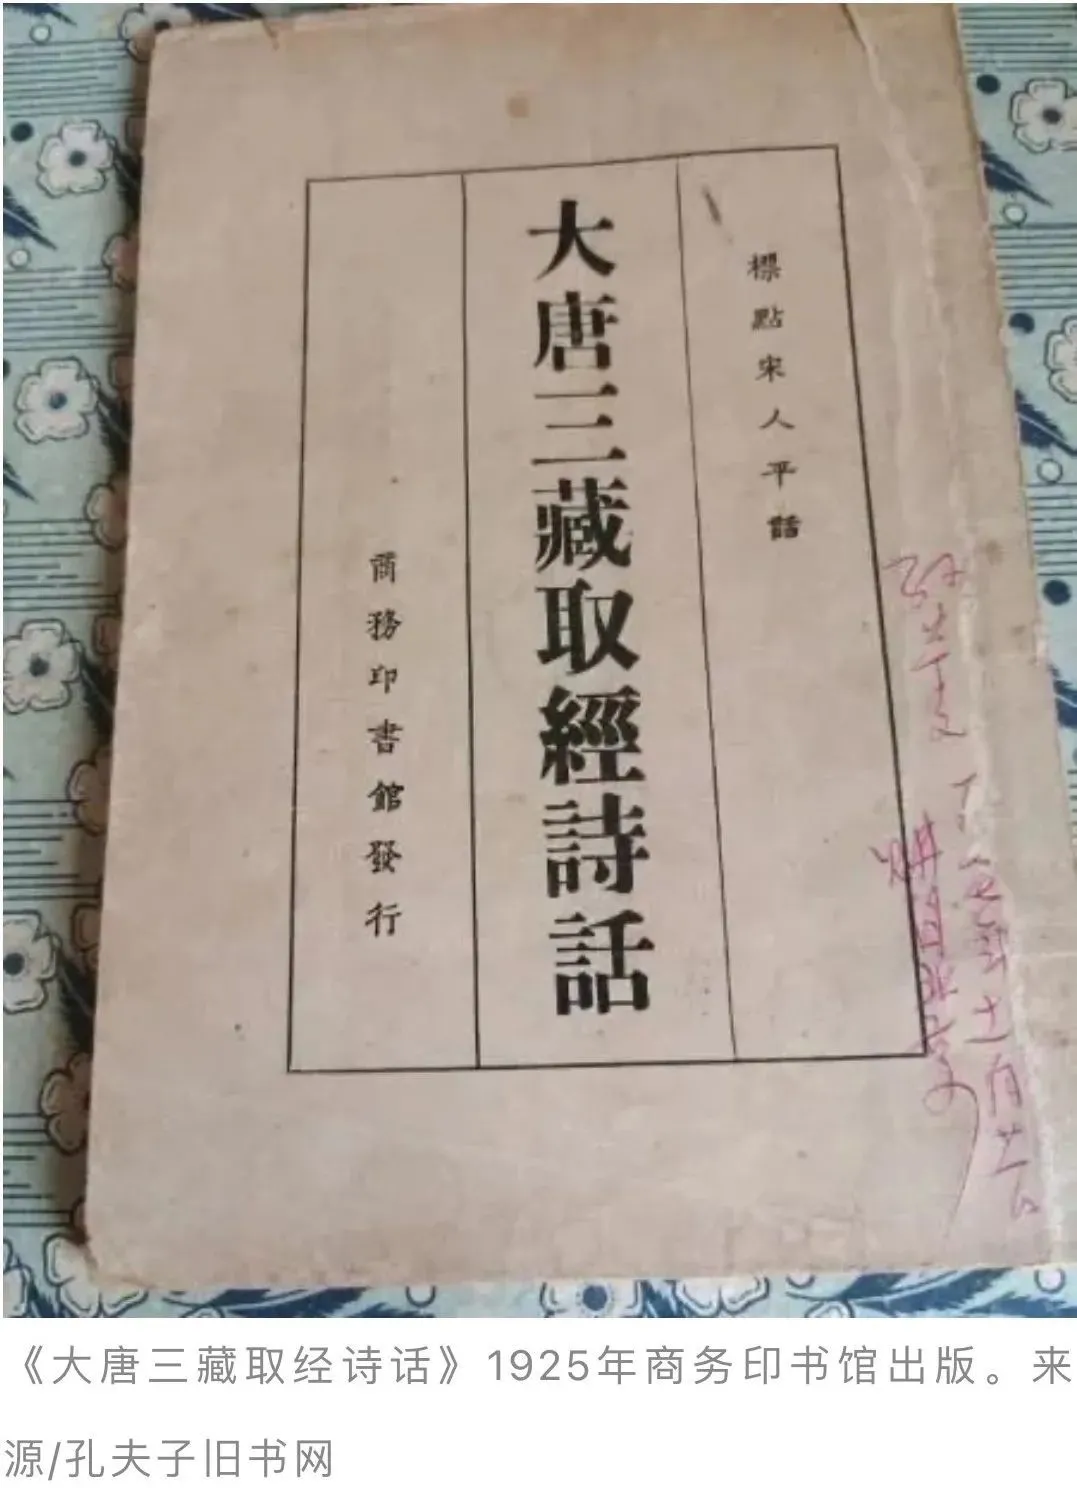 標點宋人平話
大唐三藏取經詩話
商務印書館發行
《大唐三藏取经诗话》1925年商务印书馆出版。来
源/孔夫子旧书网